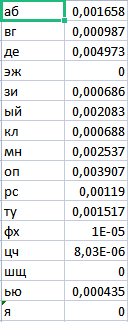 аб 0,001658
вг 0,000987
де 0,004973
эж 0
зи 0,000686
ый 0,002083
кл 0,000688
мн 0,002537
оп 0,003907
рс 0,00119
ту 0,001517
фх 1E-05
цч 8,03E-06
шщ 0
ью 0,000435
я 0